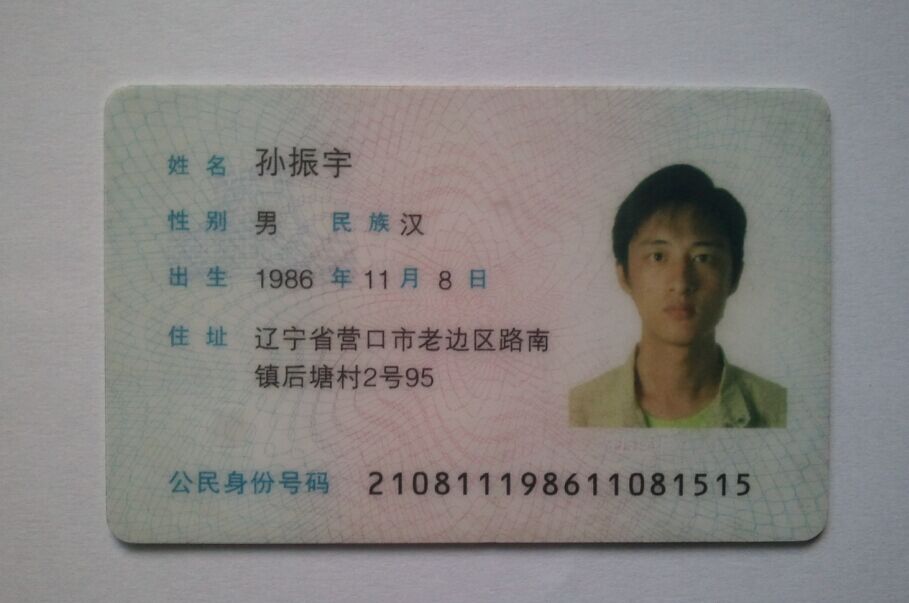 姓名 孙振宇
性别 男 民族 汉
出生 1986 年 11 月 8 日
住址 辽宁省营口市老边区路南
镇后塘村2号95
公民身份号码 210811198611081515